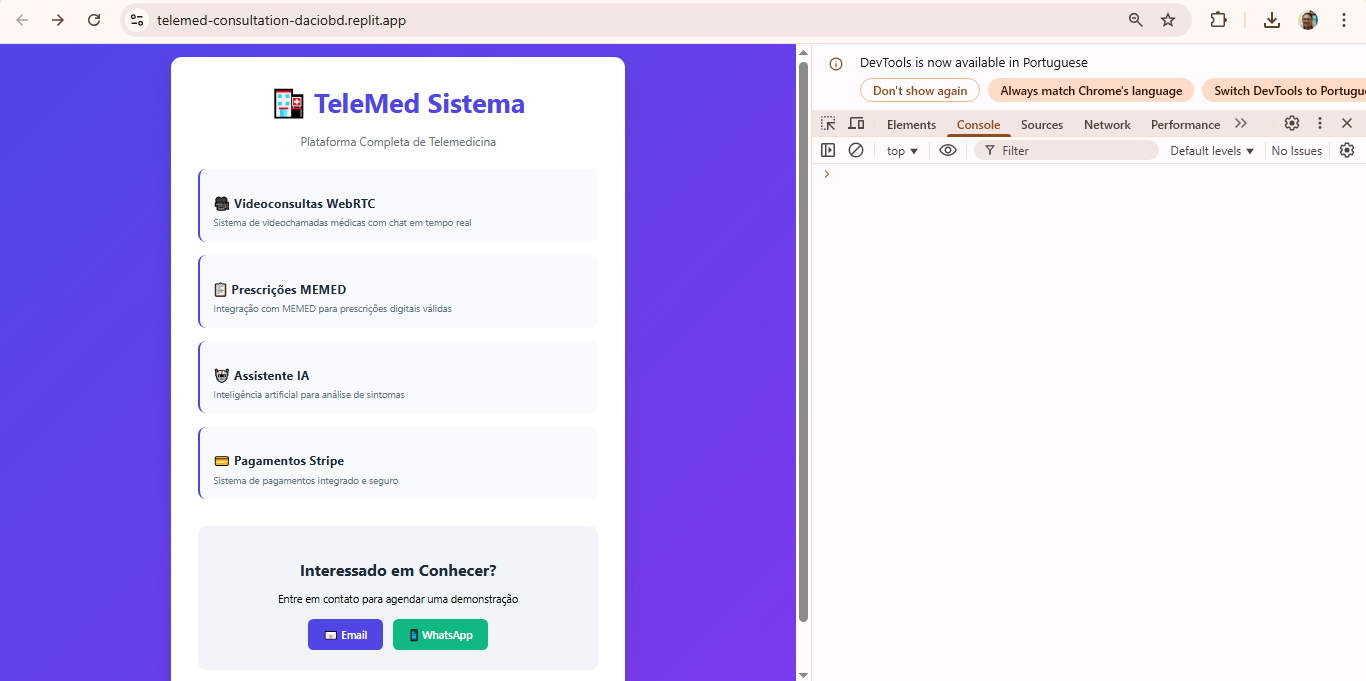 telemed-consultation-daciobd.replit.app
TeleMed Sistema
Plataforma Completa de Telemedicina
Videoconsultas WebRTC
Sistema de videochamadas médicas com chat em tempo real
Prescrições MEMED
Integração com MEMED para prescrições digitais válidas
Assistente IA
Inteligência artificial para análise de sintomas
Pagamentos Stripe
Sistema de pagamentos integrado e seguro
Interessado em Conhecer?
Entre em contato para agendar uma demonstração
Email WhatsApp
DevTools is now available in Portuguese
Don't show again Always match Chrome's language Switch DevTools to Portugue
Elements Console Sources Network Performance
top Filter Default levels No Issues